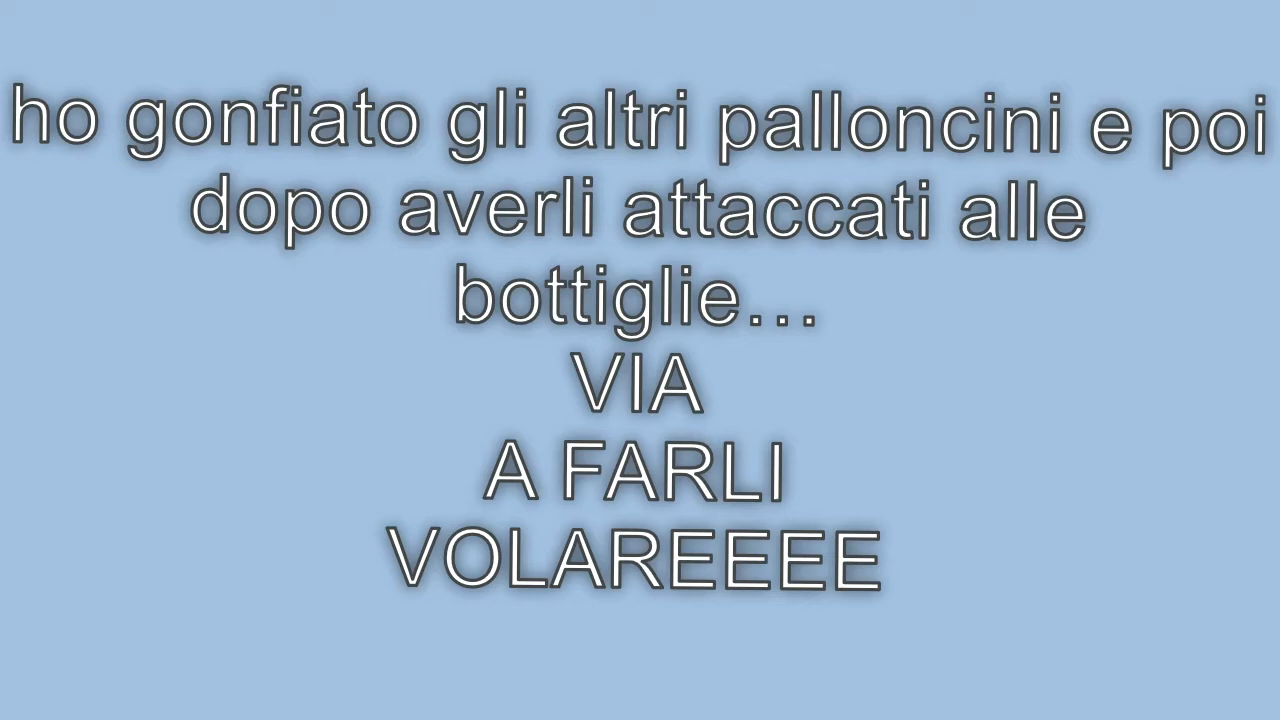 ho gonfiato gli altri palloncini e poi
dopo averli attaccati alle
bottiglie...
VIA
A FARLI
VOLAREEEE